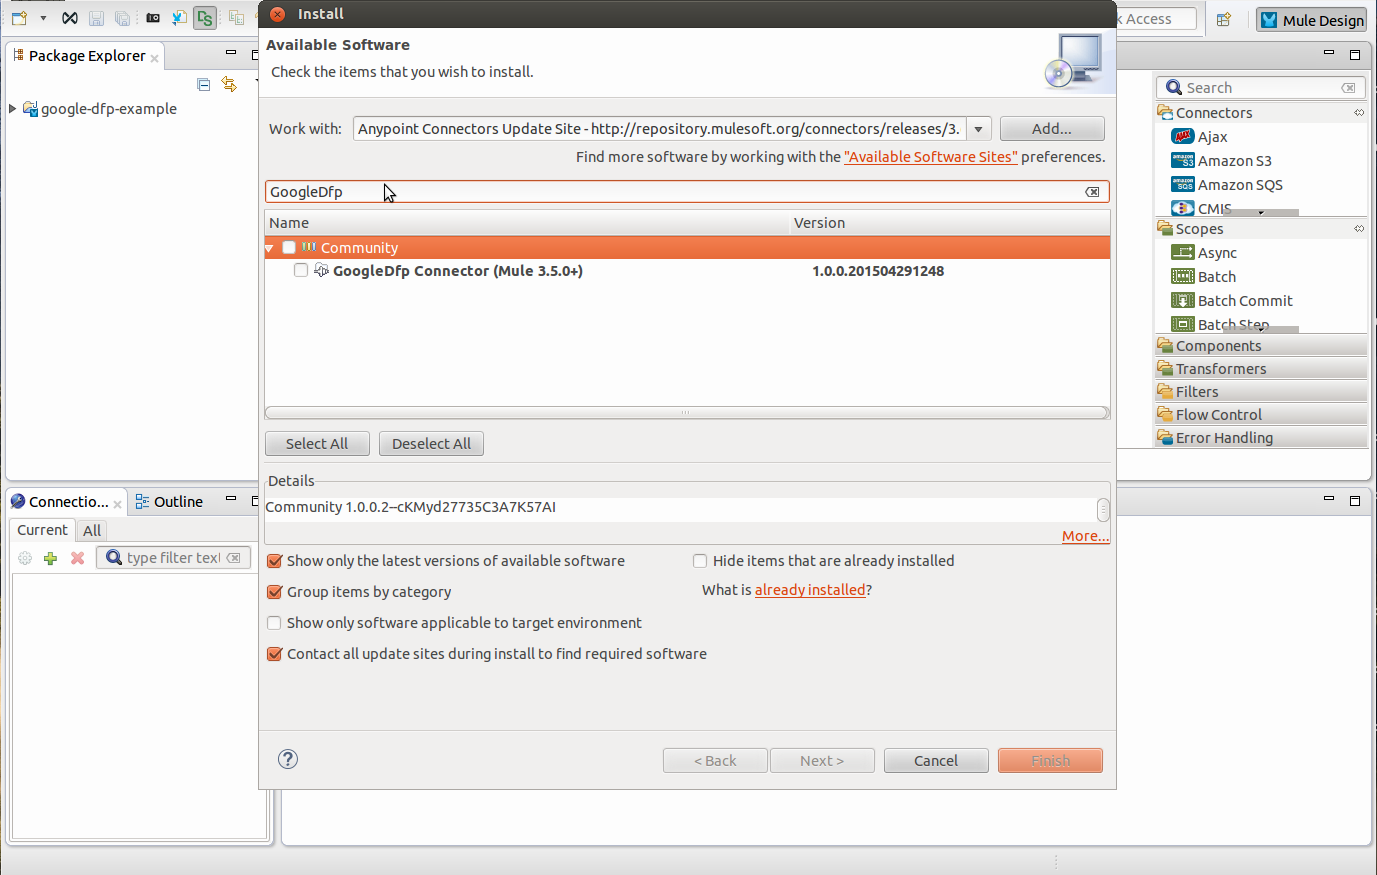 Install
k Access
Mule Design
Package Explorer
google-dfp-example
Available Software
Check the items that you wish to install.
Work with:
Anypoint Connectors Update Site - http://repository.mulesoft.org/connectors/releases/3.
Add...
Find more software by working with the "Available Software Sites" preferences.
GoogleDfp
Name
Version
Community
GoogleDfp Connector (Mule 3.5.0+)
1.0.0.201504291248
Select All
Deselect All
Details
Community 1.0.0.2--cKMyd27735C3A7K57AI
More...
Show only the latest versions of available software
Hide items that are already installed
Group items by category
What is already installed?
Show only software applicable to target environment
Contact all update sites during install to find required software
?
< Back
Next >
Cancel
Finish
Search
Connectors
Ajax
Amazon S3
Amazon SQS
CMIS
Scopes
Async
Batch
Batch Commit
Batch Step
Components
Transformers
Filters
Flow Control
Error Handling
Connectio...
Outline
Current
All
type filter text